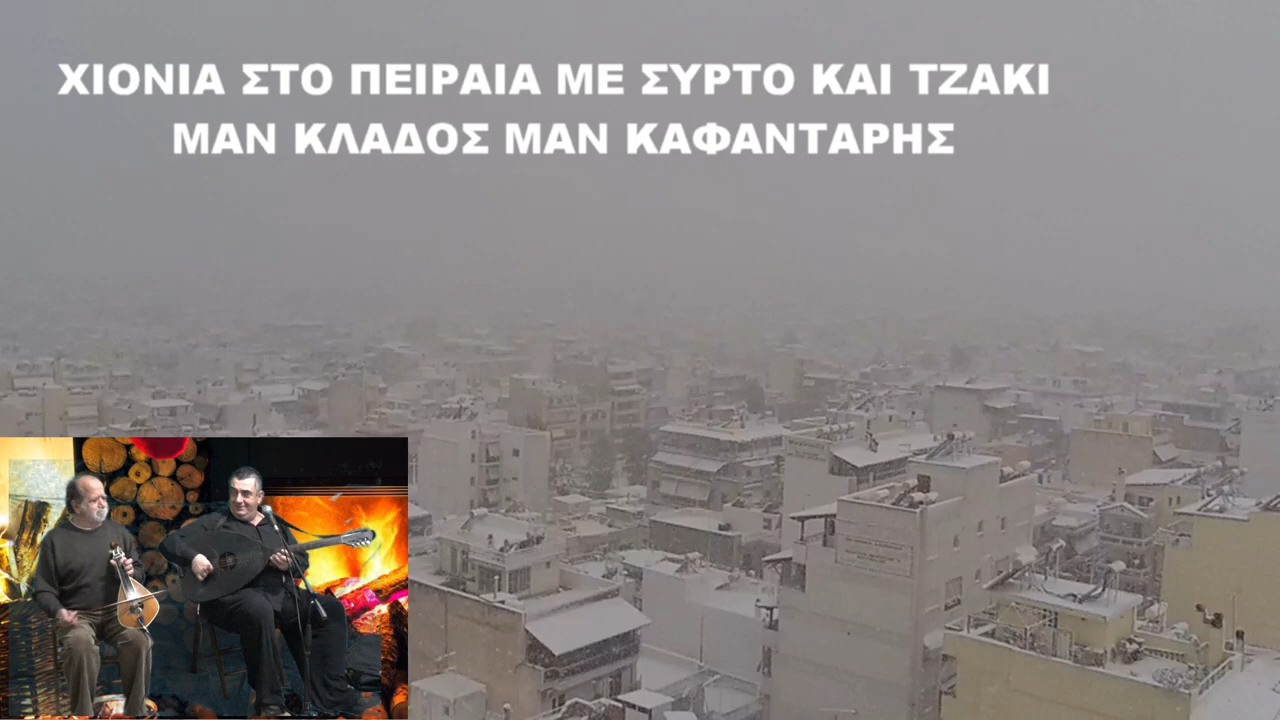 ΧΙΟΝΙΑ ΣΤΟ ΠΕΙΡΑΙΑ ΜΕ ΣΥΡΤΟ ΚΑΙ ΤΖΑΚΙ
ΜΑΝ ΚΛΑΔΟΣ ΜΑΝ ΚΑΦΑΝΤΑΡΗΣ